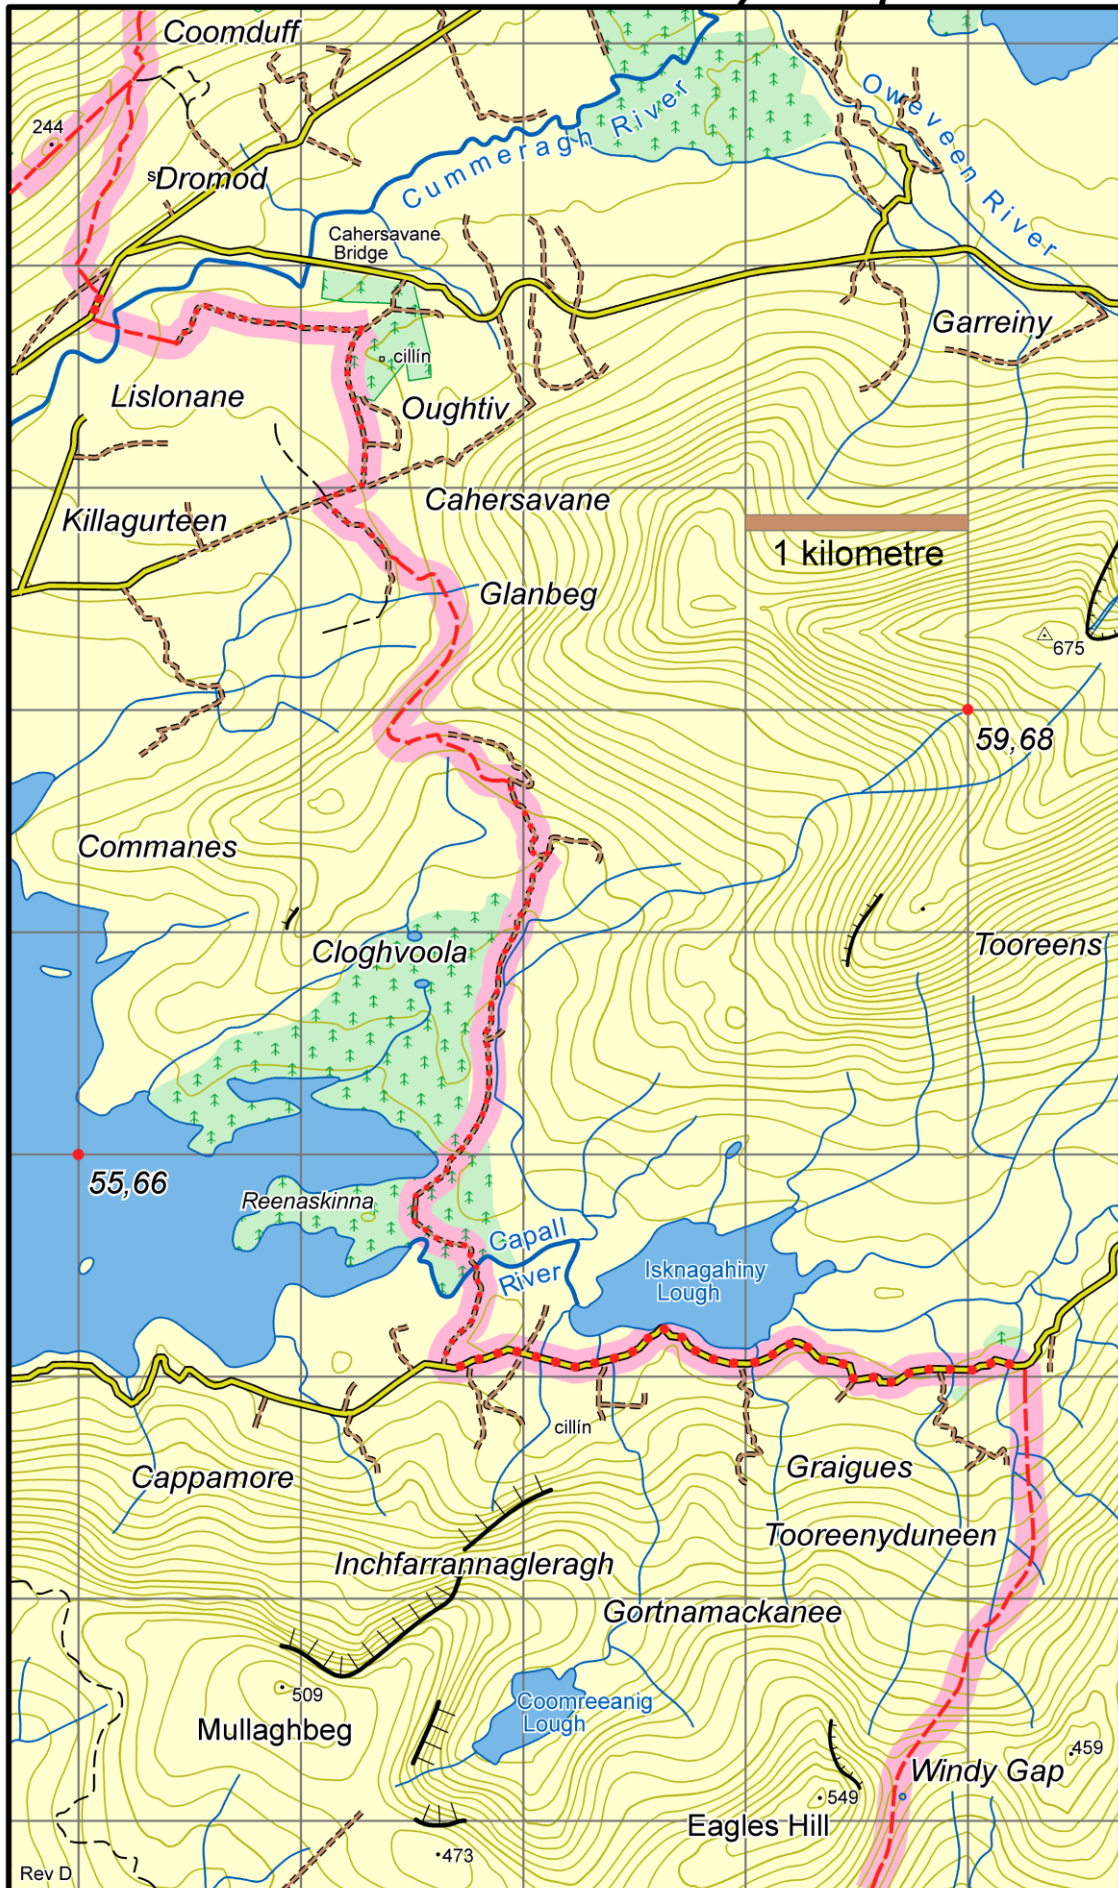 Coomduff
244
Dromod
Cummeragh River
Oweveen River
Cahersavane
Bridge
Garreiny
cillín
Lislonane
Oughtiv
Cahersavane
Killagurteen
1 kilometre
Glanbeg
675
59,68
Commanes
Cloghvoola
Tooreens
55,66
Reenaskinna
Capall
River
Isknagahiny
Lough
cillín
Cappamore
Graigues
Tooreenyduneen
Inchfarrannagleragh
Gortnamackanee
509
Mullaghbeg
Coomreeanig
Lough
459
Windy Gap
549
Eagles Hill
473
Rev D